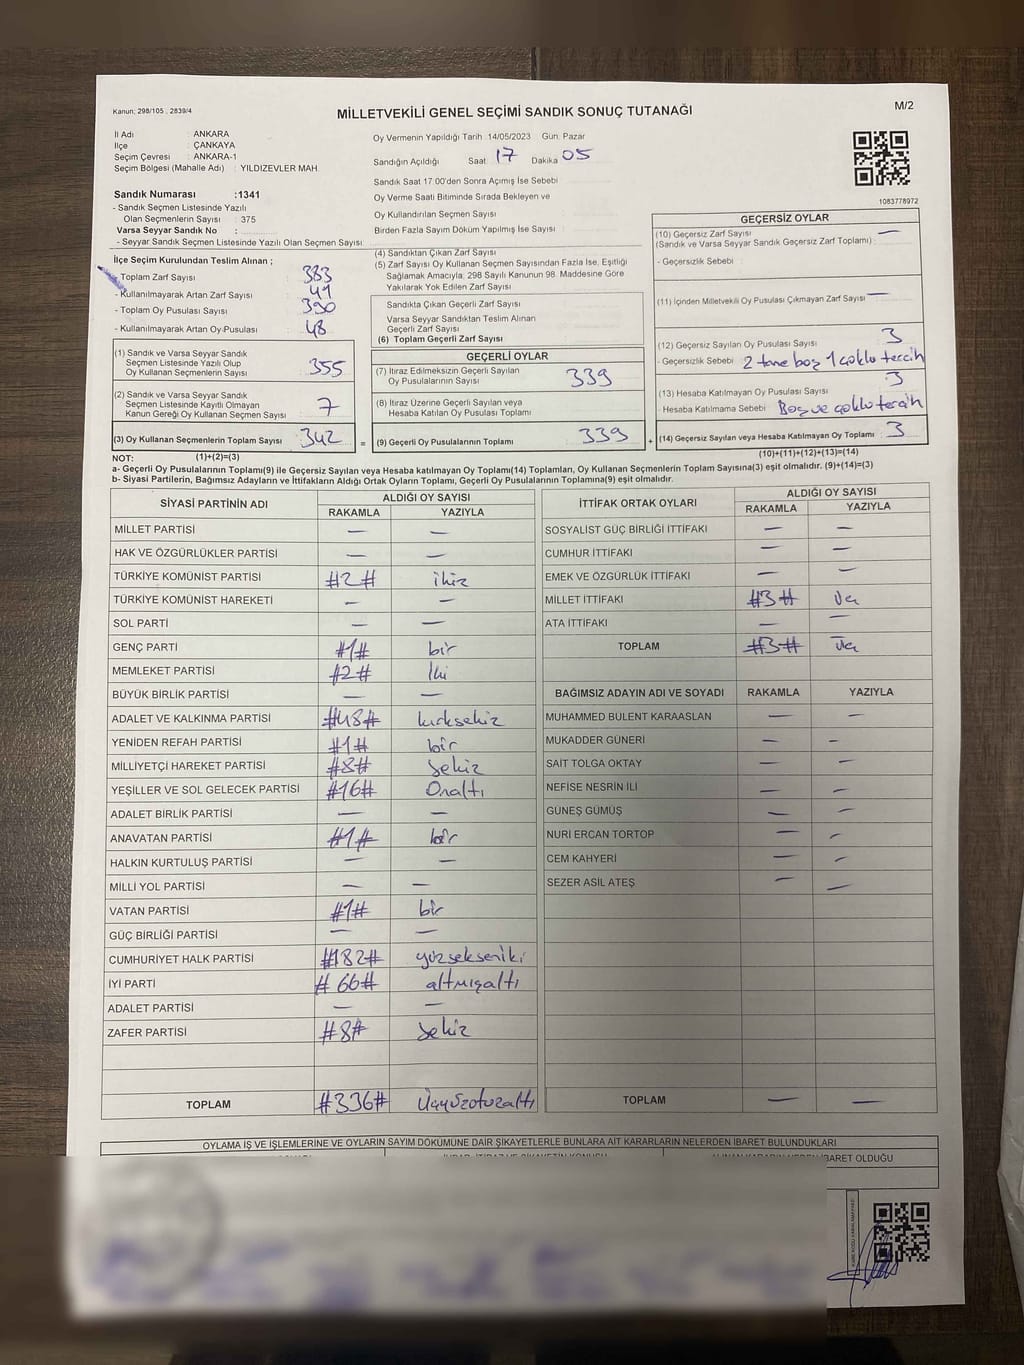 Kanun; 298/105 , 2839/4
MİLLETVEKİLİ GENEL SEÇİMİ SANDIK SONUÇ TUTANAĞI
M/2
İl Adı : ANKARA
İlçe : ÇANKAYA
Seçim Çevresi : ANKARA-1
Seçim Bölgesi (Mahalle Adı) : YILDIZEVLER MAH.
Oy Vermenin Yapıldığı Tarih :14/05/2023 Gün: Pazar
Sandığın Açıldığı Saat 17 Dakika 05
Sandık Saat 17:00'den Sonra Açımış İse Sebebi
Oy Verme Saati Bitiminde Sırada Bekleyen ve
Oy Kullandırılan Seçmen Sayısı
Birden Fazla Sayım Döküm Yapılmış İse Sayısı :
1083778972
Sandık Numarası :1341
- Sandık Seçmen Listesinde Yazılı
Olan Seçmenlerin Sayısı : 375
Varsa Seyyar Sandık No :
- Seyyar Sandık Seçmen Listesinde Yazılı Olan Seçmen Sayısı
İlçe Seçim Kurulundan Teslim Alınan ;
- Toplam Zarf Sayısı 383
- Kullanılmayarak Artan Zarf Sayısı 41
- Toplam Oy Pusulası Sayısı 390
- Kullanılmayarak Artan Oy Pusulası 48
(4) Sandıktan Çıkan Zarf Sayısı
(5) Zarf Sayısı Oy Kullanan Seçmen Sayısından Fazla İse, Eşitliği
Sağlamak Amacıyla; 298 Sayılı Kanunun 98. Maddesine Göre
Yakılarak Yok Edilen Zarf Sayısı
Sandıkta Çıkan Geçerli Zarf Sayısı
Varsa Seyyar Sandıktan Teslim Alınan
Geçerli Zarf Sayısı
(6) Toplam Geçerli Zarf Sayısı
GEÇERSİZ OYLAR
(10) Geçersiz Zarf Sayısı —
(Sandık ve Varsa Seyyar Sandık Geçersiz Zarf Toplamı) :
- Geçersizlik Sebebi :
(11) İçinden Milletvekili Oy Pusulası Çıkmayan Zarf Sayısı —
(12) Geçersiz Sayılan Oy Pusulası Sayısı 3
- Geçersizlik Sebebi : 2 tane boş 1 çoklu tercih
(13) Hesaba Katılmayan Oy Pusulası Sayısı 3
- Hesaba Katılmama Sebebi : Boş ve çoklu tercih
(14) Geçersiz Sayılan veya Hesaba Katılmayan Oy Toplamı : 3
(10)+(11)+(12)+(13)=(14)
(1) Sandık ve Varsa Seyyar Sandık
Seçmen Listesinde Yazılı Olup
Oy Kullanan Seçmenlerin Sayısı 355
(2) Sandık ve Varsa Seyyar Sandık
Seçmen Listesinde Kayıtlı Olmayan
Kanun Gereği Oy Kullanan Seçmen Sayısı 7
(3) Oy Kullanan Seçmenlerin Toplam Sayısı 342 =
GEÇERLİ OYLAR
(7) İtiraz Edilmeksizin Geçerli Sayılan
Oy Pusulalarının Sayısı 339
(8) İtiraz Üzerine Geçerli Sayılan veya
Hesaba Katılan Oy Pusulası Toplamı
(9) Geçerli Oy Pusulalarının Toplamı 339 +
NOT: (1)+(2)=(3)
a- Geçerli Oy Pusulalarının Toplamı(9) ile Geçersiz Sayılan veya Hesaba katılmayan Oy Toplamı(14) Toplamları, Oy Kullanan Seçmenlerin Toplam Sayısına(3) eşit olmalıdır. (9)+(14)=(3)
b- Siyasi Partilerin, Bağımsız Adayların ve İttifakların Aldığı Ortak Oyların Toplamı, Geçerli Oy Pusulalarının Toplamına(9) eşit olmalıdır.
SİYASİ PARTİNİN ADI ALDIĞI OY SAYISI
RAKAMLA YAZIYLA
MİLLET PARTİSİ — —
HAK VE ÖZGÜRLÜKLER PARTİSİ — —
TÜRKİYE KOMÜNİST PARTİSİ #2#
TÜRKİYE KOMÜNİST HAREKETİ — —
SOL PARTİ — —
GENÇ PARTİ #1# bir
MEMLEKET PARTİSİ #2# İki
BÜYÜK BİRLİK PARTİSİ — —
ADALET VE KALKINMA PARTİSİ #48# kırksekiz
YENİDEN REFAH PARTİSİ #1# bir
MİLLİYETÇİ HAREKET PARTİSİ #8# Sekiz
YEŞİLLER VE SOL GELECEK PARTİSİ #16# Onaltı
ADALET BİRLİK PARTİSİ — —
ANAVATAN PARTİSİ #1# bir
HALKIN KURTULUŞ PARTİSİ — —
MİLLİ YOL PARTİSİ — —
VATAN PARTİSİ #1# bir
GÜÇ BİRLİĞİ PARTİSİ — —
CUMHURİYET HALK PARTİSİ #182# yüzsekseniki
İYİ PARTİ #66# altmışaltı
ADALET PARTİSİ — —
ZAFER PARTİSİ #8# Sekiz
TOPLAM #336# Üçyüzotuzaltı
İTTİFAK ORTAK OYLARI ALDIĞI OY SAYISI
RAKAMLA YAZIYLA
SOSYALİST GÜÇ BİRLİĞİ İTTİFAKI — —
CUMHUR İTTİFAKI — —
EMEK VE ÖZGÜRLÜK İTTİFAKI — —
MİLLET İTTİFAKI #3# Üç
ATA İTTİFAKI — —
TOPLAM #3# Üç
BAĞIMSIZ ADAYIN ADI VE SOYADI RAKAMLA YAZIYLA
MUHAMMED BÜLENT KARAASLAN — —
MUKADDER GÜNERİ — —
SAİT TOLGA OKTAY — —
NEFİSE NESRİN İLİ — —
GÜNEŞ GÜMÜŞ — —
NURİ ERCAN TORTOP — —
CEM KAHYERİ — —
SEZER ASİL ATEŞ — —
TOPLAM — —
OYLAMA İŞ VE İŞLEMLERİNE VE OYLARIN SAYIM DÖKÜMÜNE DAİR ŞİKAYETLERLE BUNLARA AİT KARARLARIN NELERDEN İBARET BULUNDUKLARI
İBARET OLDUĞU